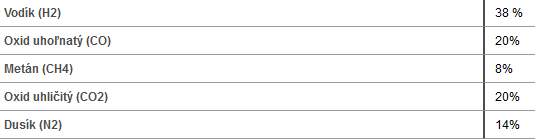 Vodík (H2) 38 %
Oxid uhoľnatý (CO) 20%
Metán (CH4) 8%
Oxid uhličitý (CO2) 20%
Dusík (N2) 14%